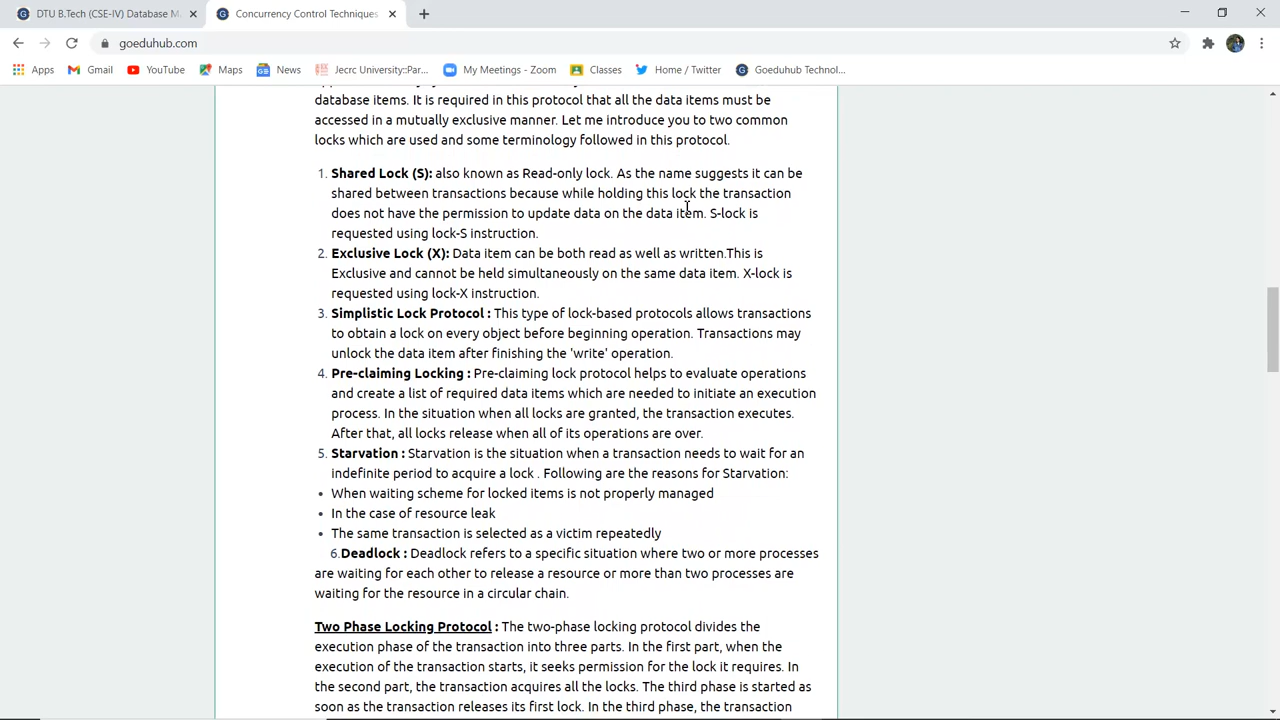 DTU B.Tech (CSE-IV) Database M
Concurrency Control Techniques
goeduhub.com
Apps
Gmail
YouTube
Maps
News
Jecrc University::Par...
My Meetings - Zoom
Classes
Home / Twitter
Goeduhub Technol...
database items. It is required in this protocol that all the data items must be
accessed in a mutually exclusive manner. Let me introduce you to two common
locks which are used and some terminology followed in this protocol.
1. Shared Lock (S): also known as Read-only lock. As the name suggests it can be
shared between transactions because while holding this lock the transaction
does not have the permission to update data on the data item. S-lock is
requested using lock-S instruction.
2. Exclusive Lock (X): Data item can be both read as well as written.This is
Exclusive and cannot be held simultaneously on the same data item. X-lock is
requested using lock-X instruction.
3. Simplistic Lock Protocol : This type of lock-based protocols allows transactions
to obtain a lock on every object before beginning operation. Transactions may
unlock the data item after finishing the 'write' operation.
4. Pre-claiming Locking : Pre-claiming lock protocol helps to evaluate operations
and create a list of required data items which are needed to initiate an execution
process. In the situation when all locks are granted, the transaction executes.
After that, all locks release when all of its operations are over.
5. Starvation : Starvation is the situation when a transaction needs to wait for an
indefinite period to acquire a lock . Following are the reasons for Starvation:
• When waiting scheme for locked items is not properly managed
• In the case of resource leak
• The same transaction is selected as a victim repeatedly
6.Deadlock : Deadlock refers to a specific situation where two or more processes
are waiting for each other to release a resource or more than two processes are
waiting for the resource in a circular chain.
Two Phase Locking Protocol : The two-phase locking protocol divides the
execution phase of the transaction into three parts. In the first part, when the
execution of the transaction starts, it seeks permission for the lock it requires. In
the second part, the transaction acquires all the locks. The third phase is started as
soon as the transaction releases its first lock. In the third phase, the transaction